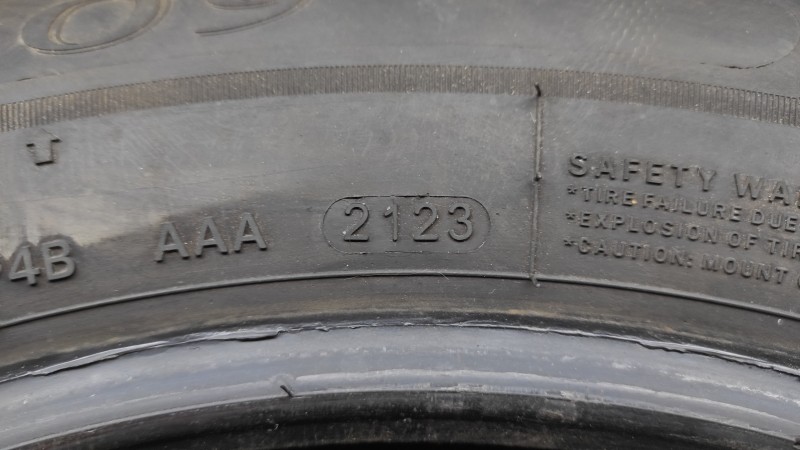 4B AAA 2123
SAFETY WA
*TIRE FAILURE DUE
*EXPLOSION OF TIR
*CAUTION: MOUNT